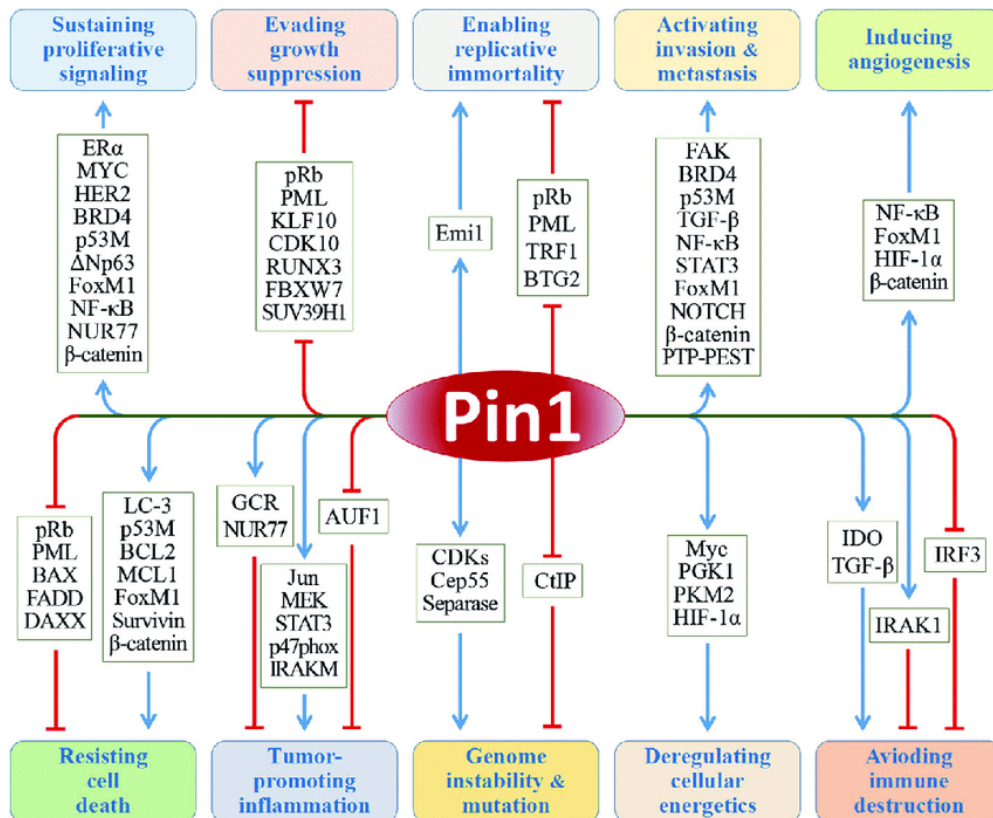 Sustaining
proliferative
signaling
Evading
growth
suppression
Enabling
replicative
immortality
Activating
invasion &
metastasis
Inducing
angiogenesis
ERα
MYC
HER2
BRD4
p53M
ΔNp63
FoxM1
NF-κB
NUR77
β-catenin
pRb
PML
KLF10
CDK10
RUNX3
FBXW7
SUV39H1
Emi1
pRb
PML
TRF1
BTG2
FAK
BRD4
p53M
TGF-β
NF-κB
STAT3
FoxM1
NOTCH
β-catenin
PTP-PEST
NF-κB
FoxM1
HIF-1α
β-catenin
Pin1
pRb
PML
BAX
FADD
DAXX
LC-3
p53M
BCL2
MCL1
FoxM1
Survivin
β-catenin
GCR
NUR77
Jun
MEK
STAT3
p47phox
IRAKM
AUF1
CDKs
Cep55
Separase
CtIP
Myc
PGK1
PKM2
HIF-1α
IDO
TGF-β
IRAK1
IRF3
Resisting
cell
death
Tumor-
promoting
inflammation
Genome
instability &
mutation
Deregulating
cellular
energetics
Avioding
immune
destruction